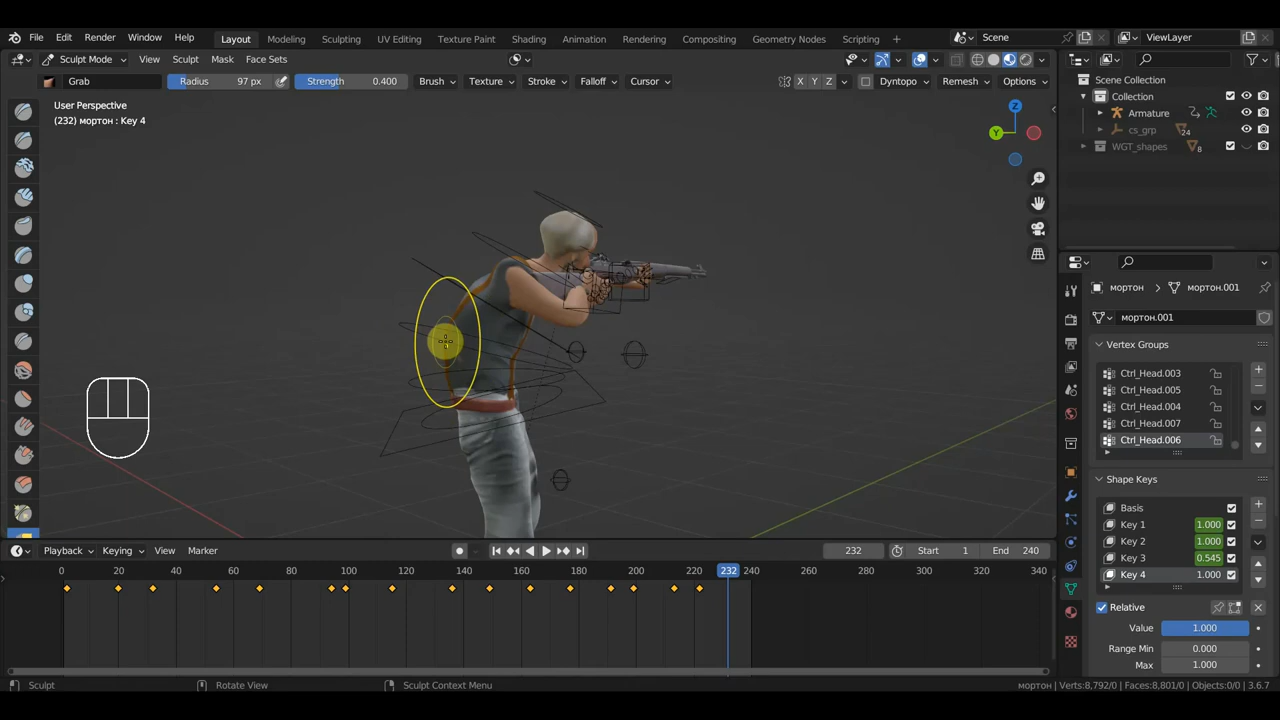 File Edit Render Window Help Layout Modeling Sculpting UV Editing Texture Paint Shading Animation Rendering Compositing Geometry Nodes Scripting Scene ViewLayer
Sculpt Mode View Sculpt Mask Face Sets
Grab Radius 97 px Strength 0.400 Brush Texture Stroke Falloff Cursor X Y Z Dyntopo Remesh Options
User Perspective
(232) мортон : Key 4
Z
Y
Scene Collection
Collection
Armature
cs_grp 24
WGT_shapes 8
мортон > мортон.001
мортон.001
Vertex Groups
Ctrl_Head.003
Ctrl_Head.005
Ctrl_Head.004
Ctrl_Head.007
Ctrl_Head.006
Shape Keys
Basis
Key 1 1.000
Key 2 1.000
Key 3 0.545
Key 4 1.000
Relative
Value 1.000
Range Min 0.000
Max 1.000
Playback Keying View Marker 232 Start 1 End 240
0 20 40 60 80 100 120 140 160 180 200 220 232 240 260 280 300 320 340
Sculpt Rotate View Sculpt Context Menu мортон | Verts:8,792/0 | Faces:8,801/0 | Objects:0/0 | 3.6.7